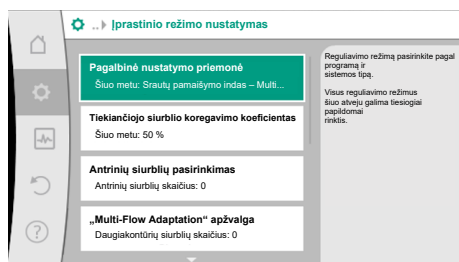 ..▸ Įprastinio režimo nustatymas
Pagalbinė nustatymo priemonė
Šiuo metu: Srautų pamaišymo indas – Multi...
Tiekiančiojo siurblio koregavimo koeficientas
Šiuo metu: 50 %
Antrinių siurblių pasirinkimas
Antrinių siurblių skaičius: 0
„Multi-Flow Adaptation“ apžvalga
Daugiakontūrių siurblių skaičius: 0
Reguliavimo režimą pasirinkite pagal
programą ir
sistemos tipą.
Visus reguliavimo režimus
šiuo atveju galima tiesiogiai
papildomai
rinktis.